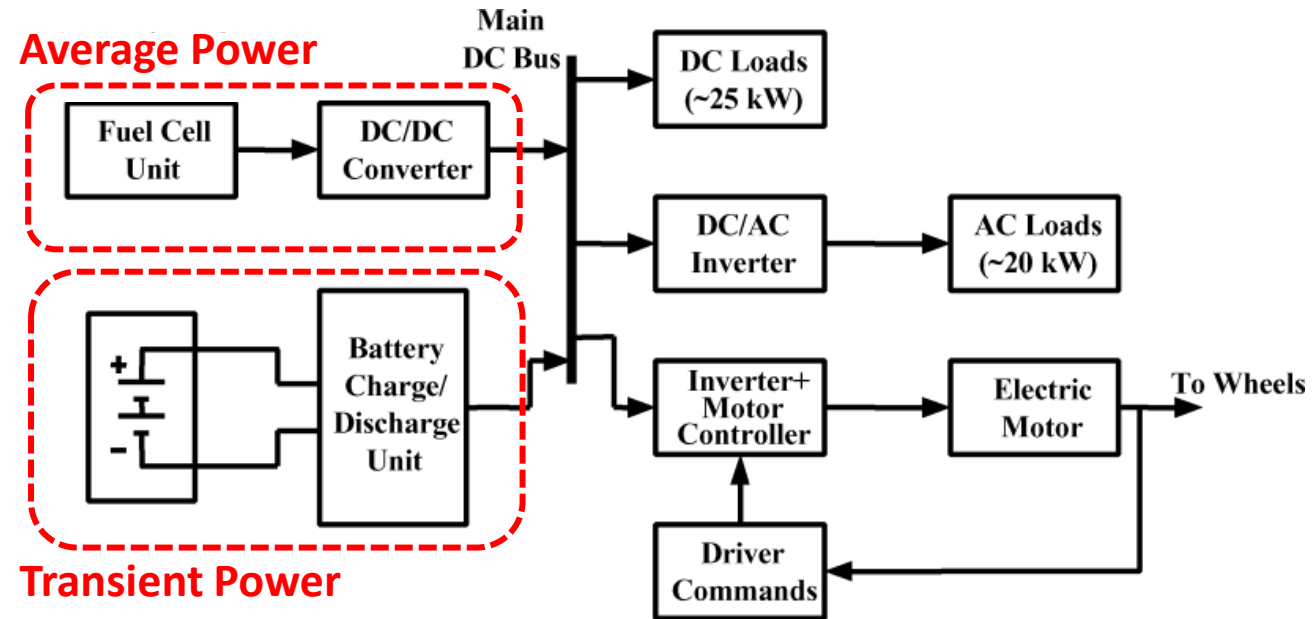 Average Power
Main
DC Bus
DC Loads
(~25 kW)
Fuel Cell
Unit
DC/DC
Converter
DC/AC
Inverter
AC Loads
(~20 kW)
+
-
Battery
Charge/
Discharge
Unit
Inverter+
Motor
Controller
Electric
Motor
To Wheels
Driver
Commands
Transient Power